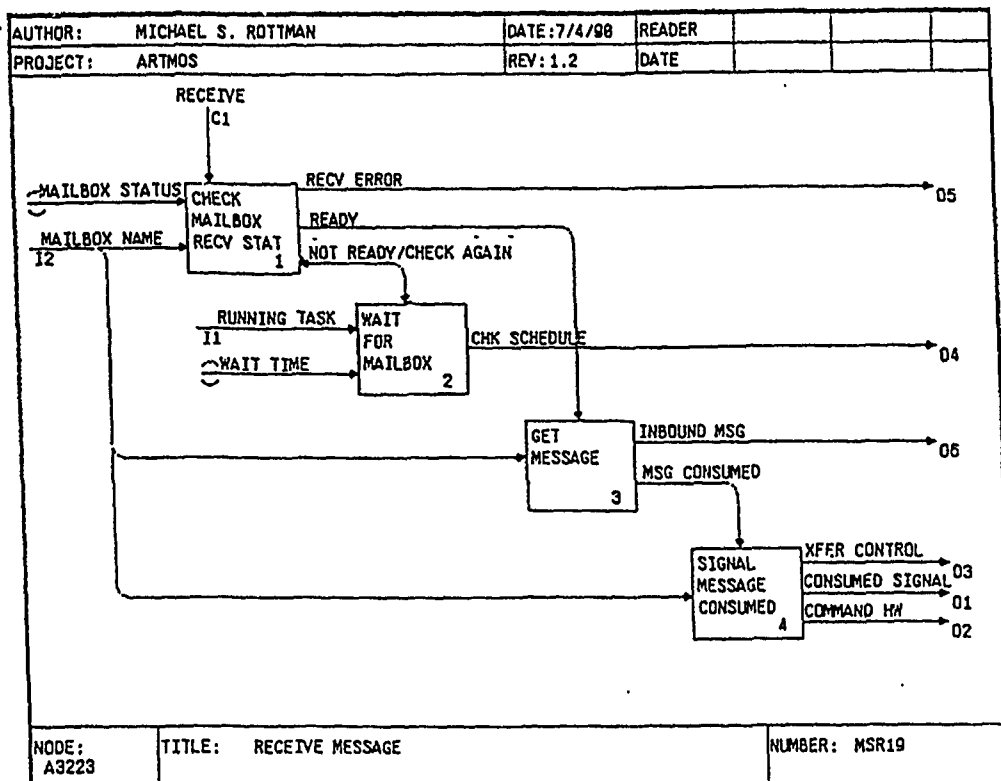 AUTHOR: MICHAEL S. ROTTMAN DATE:7/4/90 READER
PROJECT: ARTMOS REV:1.2 DATE
RECEIVE
C1
MAILBOX STATUS
MAILBOX NAME
I2
CHECK
MAILBOX
RECV STAT
1
RECV ERROR
O5
READY
NOT READY/CHECK AGAIN
RUNNING TASK
I1
WAIT TIME
WAIT
FOR
MAILBOX
2
CHK SCHEDULE
O4
GET
MESSAGE
3
INBOUND MSG
O6
MSG CONSUMED
SIGNAL
MESSAGE
CONSUMED
4
XFER CONTROL
O3
CONSUMED SIGNAL
O1
COMMAND HW
O2
NODE:
A3223
TITLE: RECEIVE MESSAGE
NUMBER: MSR19